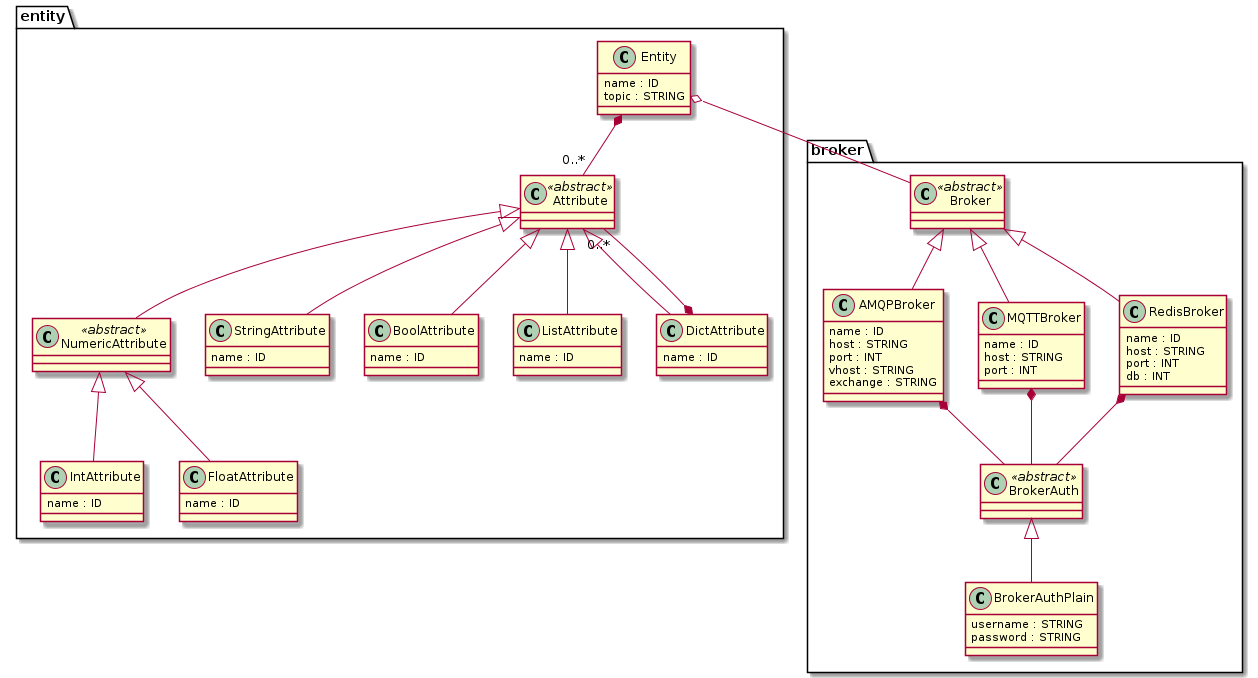 entity
C Entity
name : ID
topic : STRING
0..*
C «abstract»
Attribute
0..*
C «abstract»
NumericAttribute
C StringAttribute
name : ID
C BoolAttribute
name : ID
C ListAttribute
name : ID
C DictAttribute
name : ID
C IntAttribute
name : ID
C FloatAttribute
name : ID
broker
C «abstract»
Broker
C AMQPBroker
name : ID
host : STRING
port : INT
vhost : STRING
exchange : STRING
C MQTTBroker
name : ID
host : STRING
port : INT
C RedisBroker
name : ID
host : STRING
port : INT
db : INT
C «abstract»
BrokerAuth
C BrokerAuthPlain
username : STRING
password : STRING